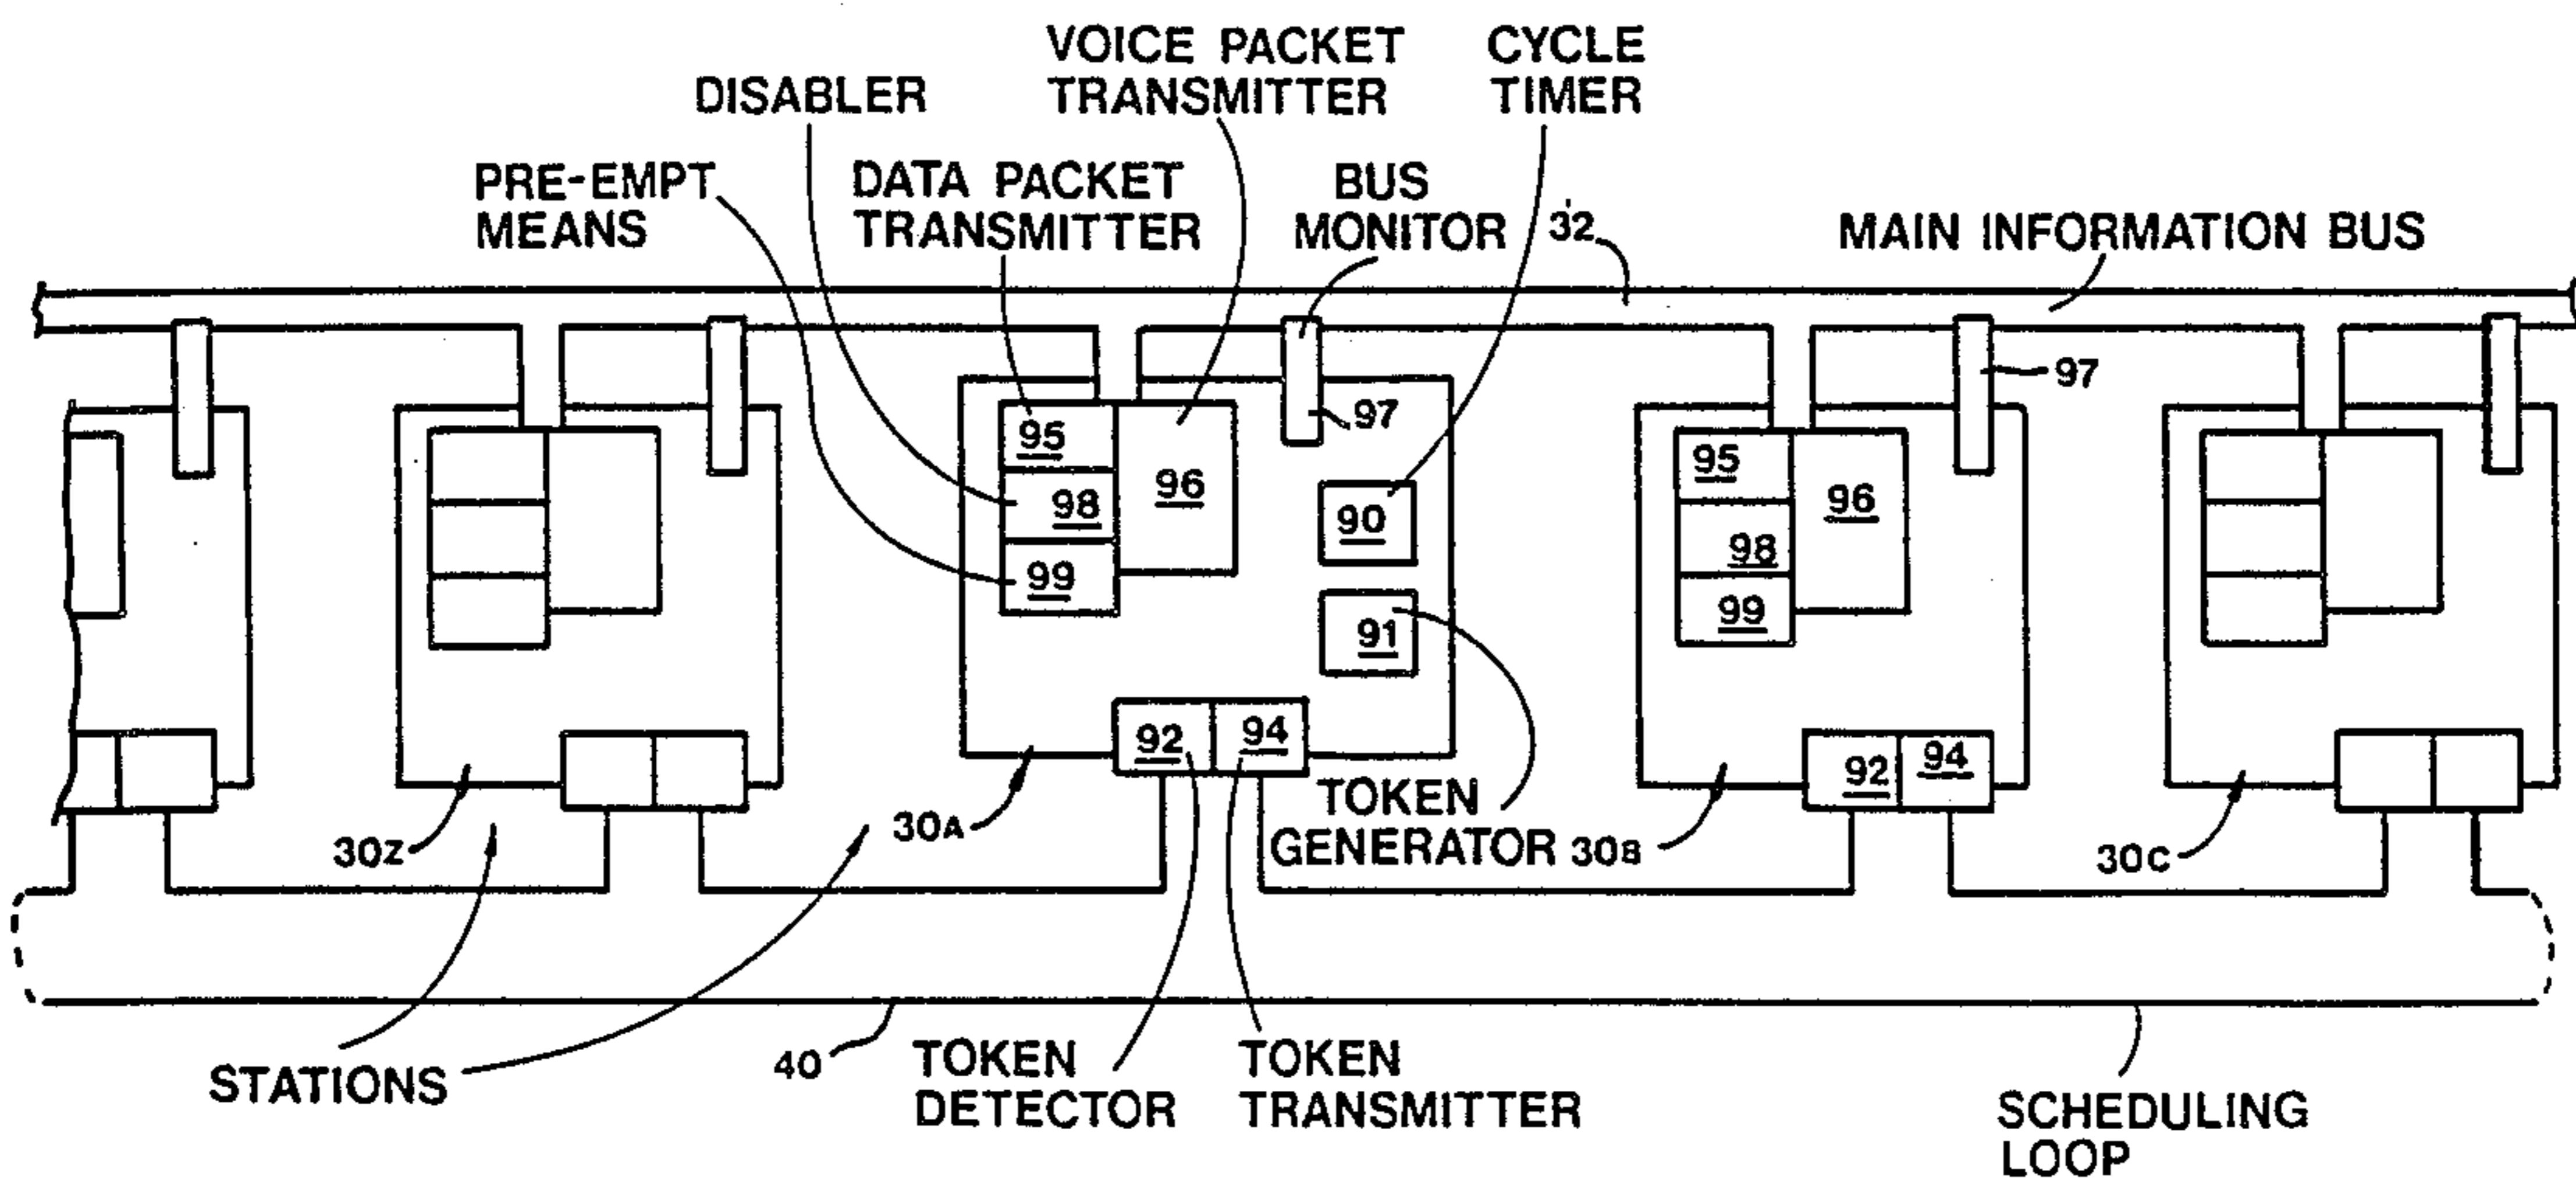 VOICE PACKET
TRANSMITTER
CYCLE
TIMER
DISABLER
PRE-EMPT
MEANS
DATA PACKET
TRANSMITTER
BUS
MONITOR
32
MAIN INFORMATION BUS
95
98
99
96
97
90
91
92
94
95
98
99
96
97
92
94
30Z
30A
TOKEN
GENERATOR
30B
30C
STATIONS
40
TOKEN
DETECTOR
TOKEN
TRANSMITTER
SCHEDULING
LOOP